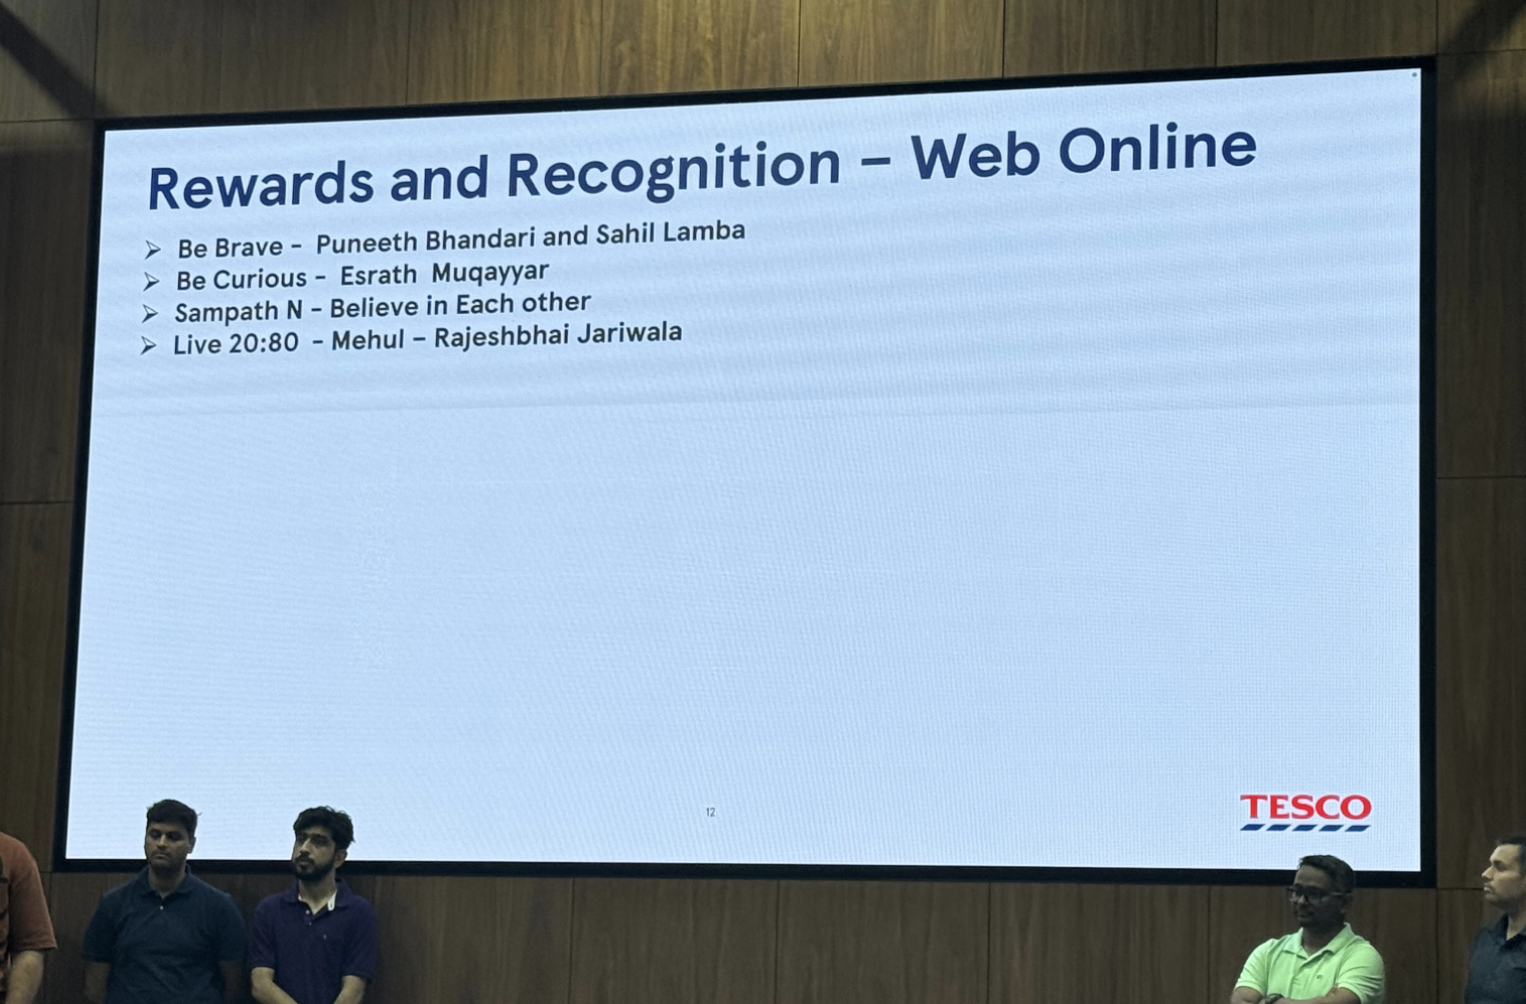 Rewards and Recognition – Web Online
➢ Be Brave - Puneeth Bhandari and Sahil Lamba
➢ Be Curious - Esrath Muqayyar
➢ Sampath N - Believe in Each other
➢ Live 20:80 - Mehul – Rajeshbhai Jariwala
12
TESCO